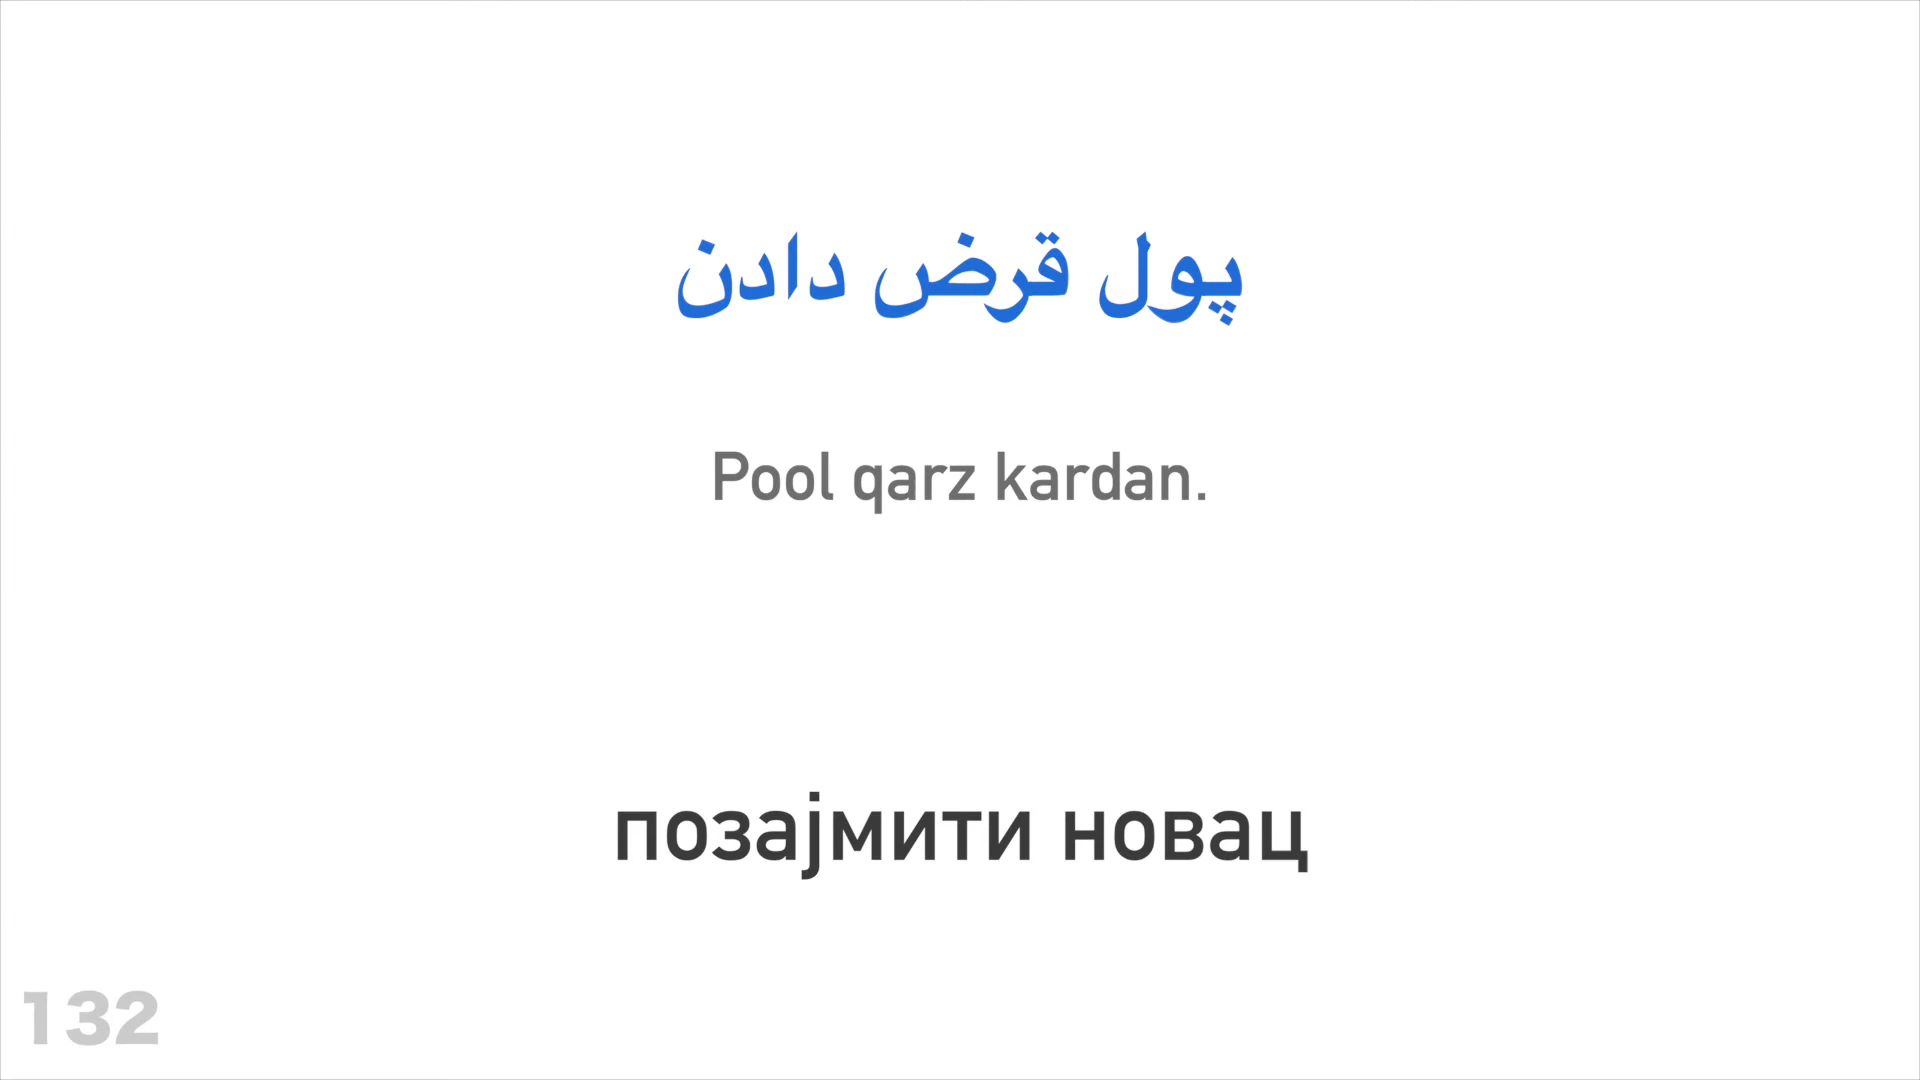 پول قرض دادن
Pool qarz kardan.
позајмити новац
132